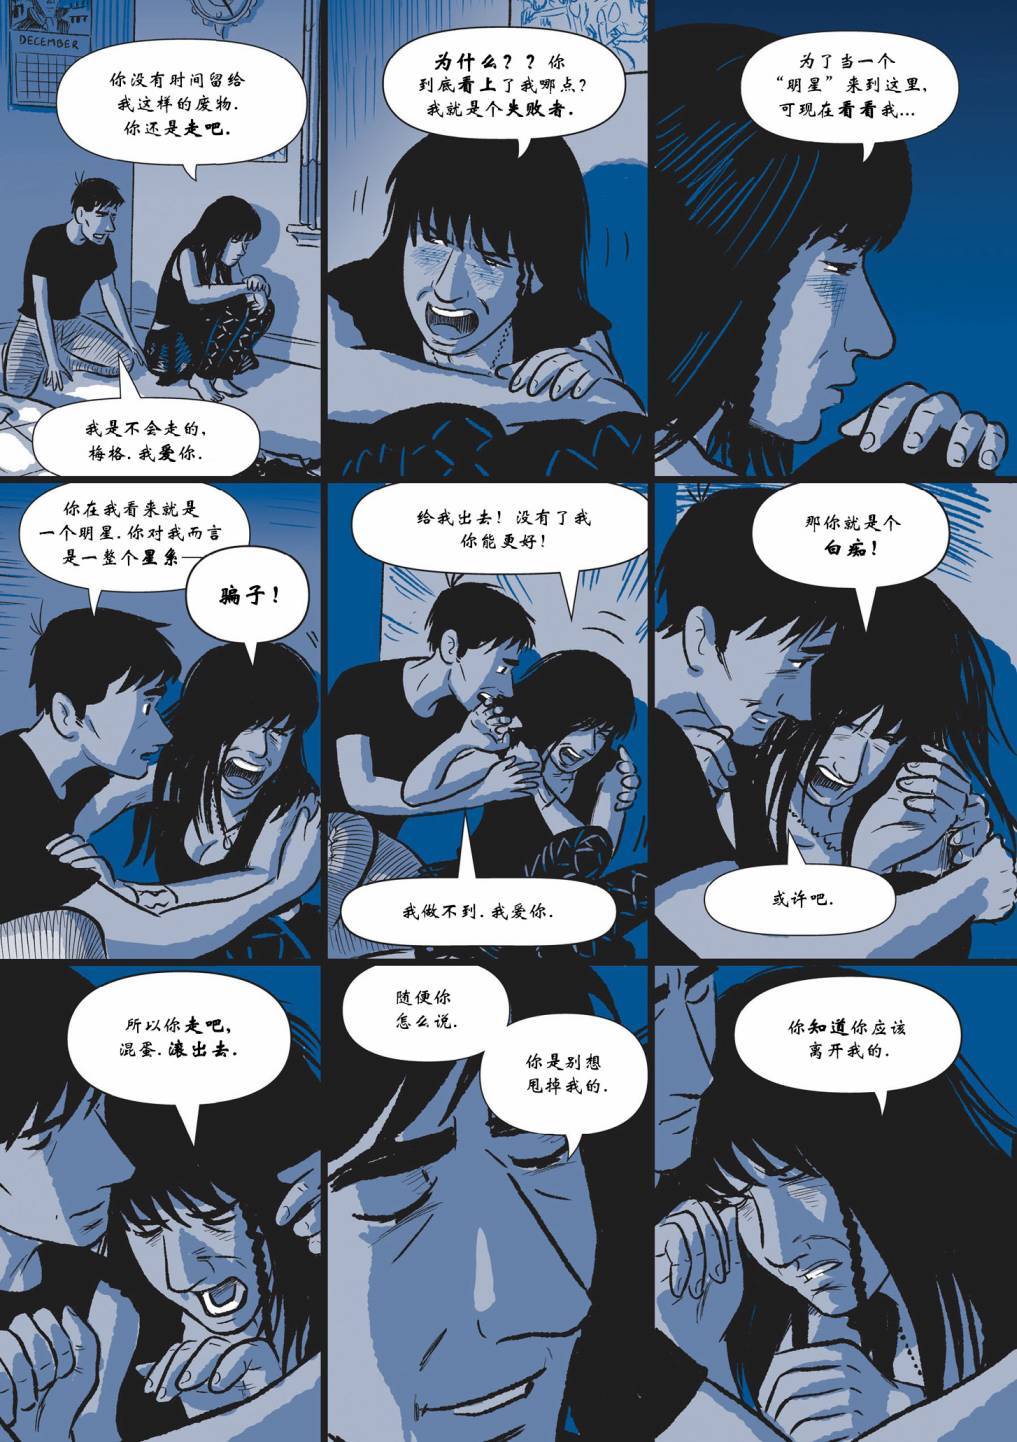 DECEMBER
你没有时间留给
我这样的废物.
你还是走吧.
我是不会走的,
梅格.我爱你.
为什么？？你
到底看上了我哪点?
我就是个失败者.
为了当一个
“明星”来到这里,
可现在看看我...
你在我看来就是
一个明星.你对我而言
是一整个星系——
骗子！
给我出去！没有了我
你能更好！
我做不到.我爱你.
那你就是个
白痴！
或许吧.
所以你走吧,
混蛋.滚出去.
随便你
怎么说.
你是别想
甩掉我的.
你知道你应该
离开我的.